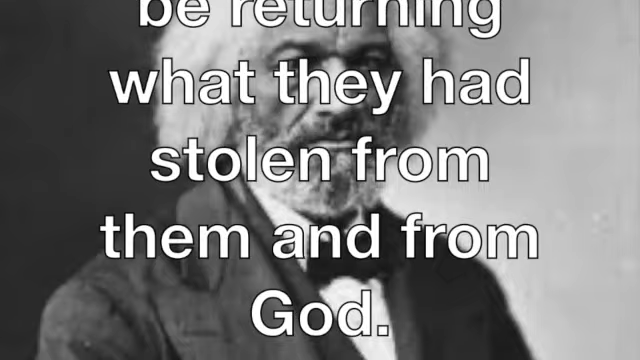 be returning
what they had
stolen from
them and from
God.